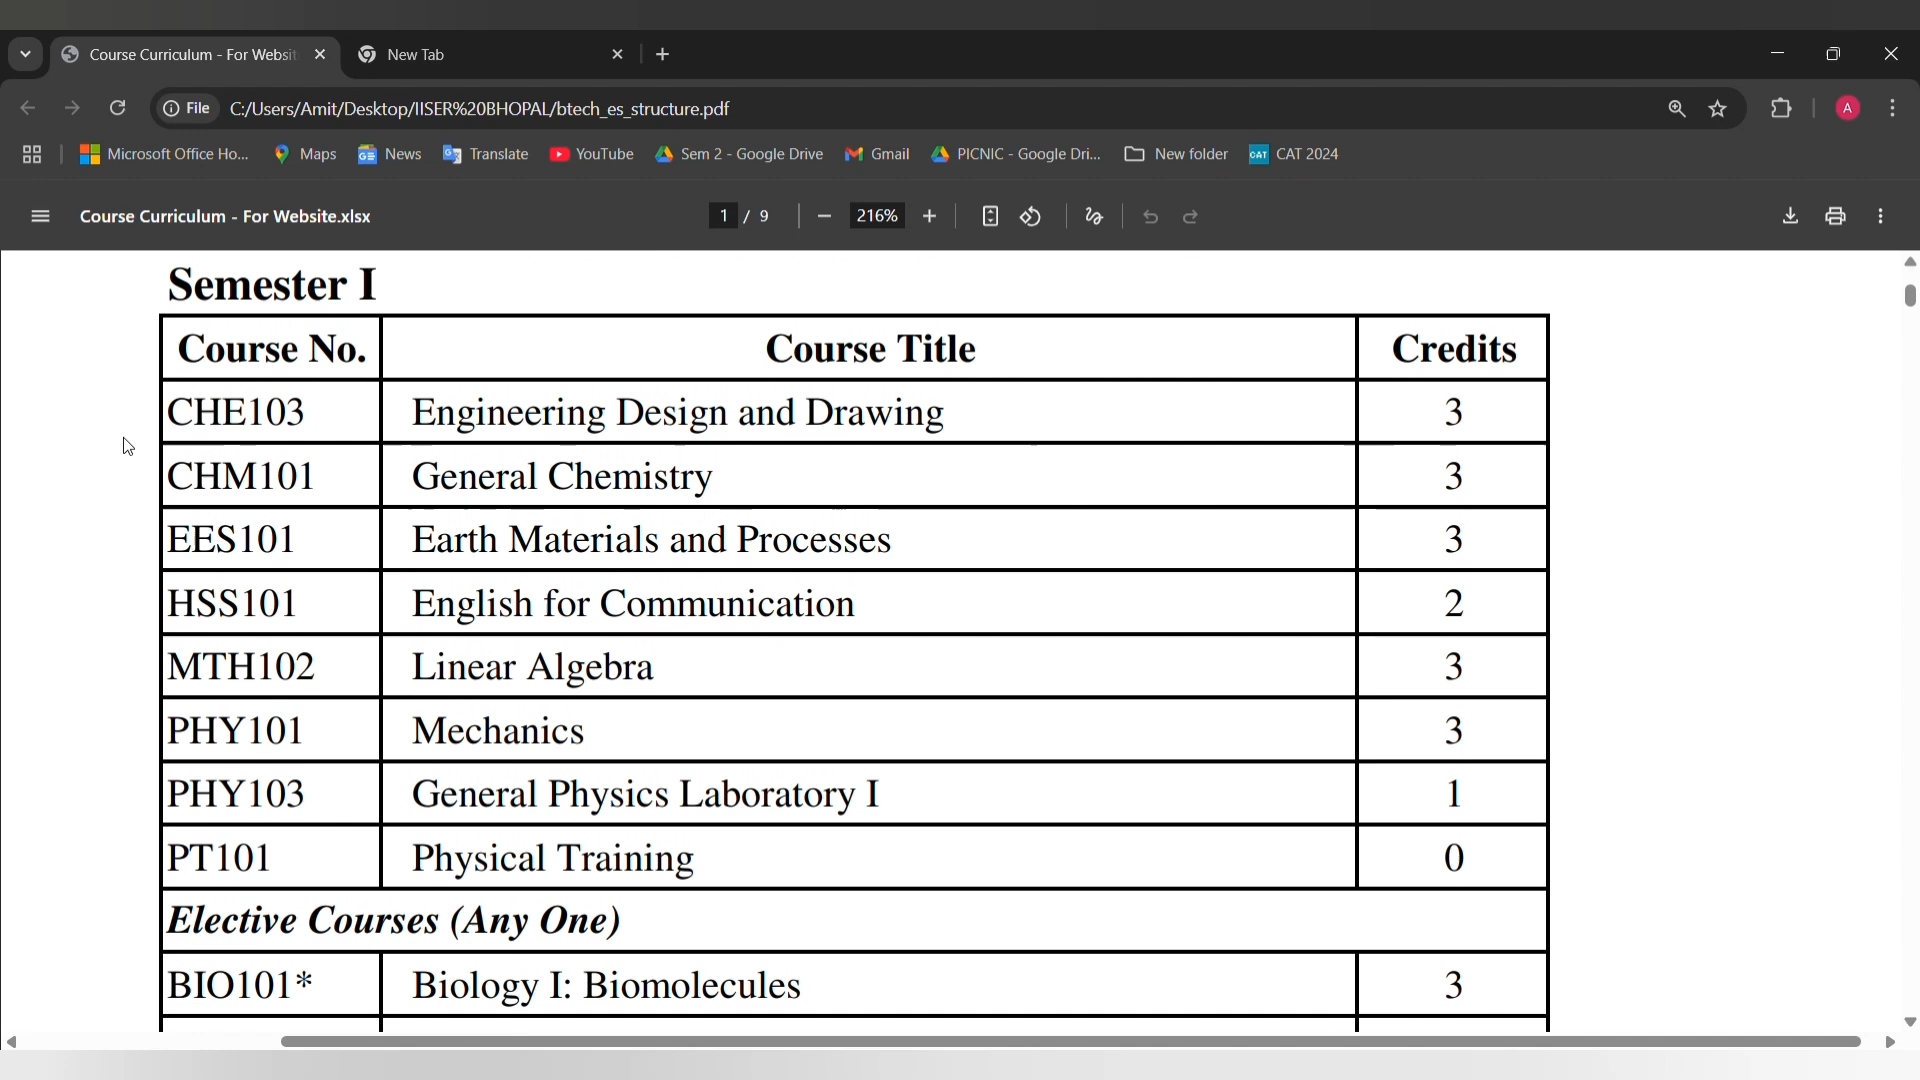 Course Curriculum - For Websit
New Tab
File C:/Users/Amit/Desktop/IISER%20BHOPAL/btech_es_structure.pdf
A
Microsoft Office Ho... Maps News Translate YouTube Sem 2 - Google Drive Gmail PICNIC - Google Dri... New folder CAT CAT 2024
Course Curriculum - For Website.xlsx 1 / 9 216%
Semester I
Course No. Course Title Credits
CHE103 Engineering Design and Drawing 3
CHM101 General Chemistry 3
EES101 Earth Materials and Processes 3
HSS101 English for Communication 2
MTH102 Linear Algebra 3
PHY101 Mechanics 3
PHY103 General Physics Laboratory I 1
PT101 Physical Training 0
Elective Courses (Any One)
BIO101* Biology I: Biomolecules 3